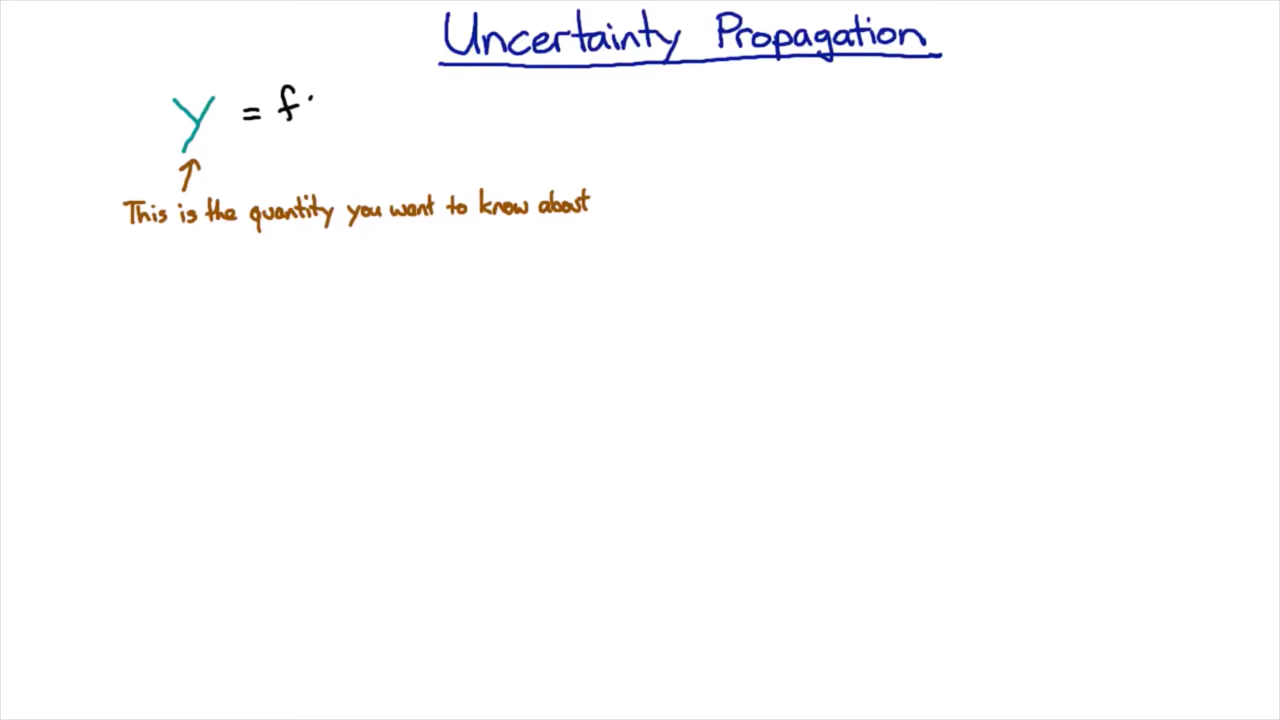 Uncertainty Propagation
y = f
This is the quantity you want to know about